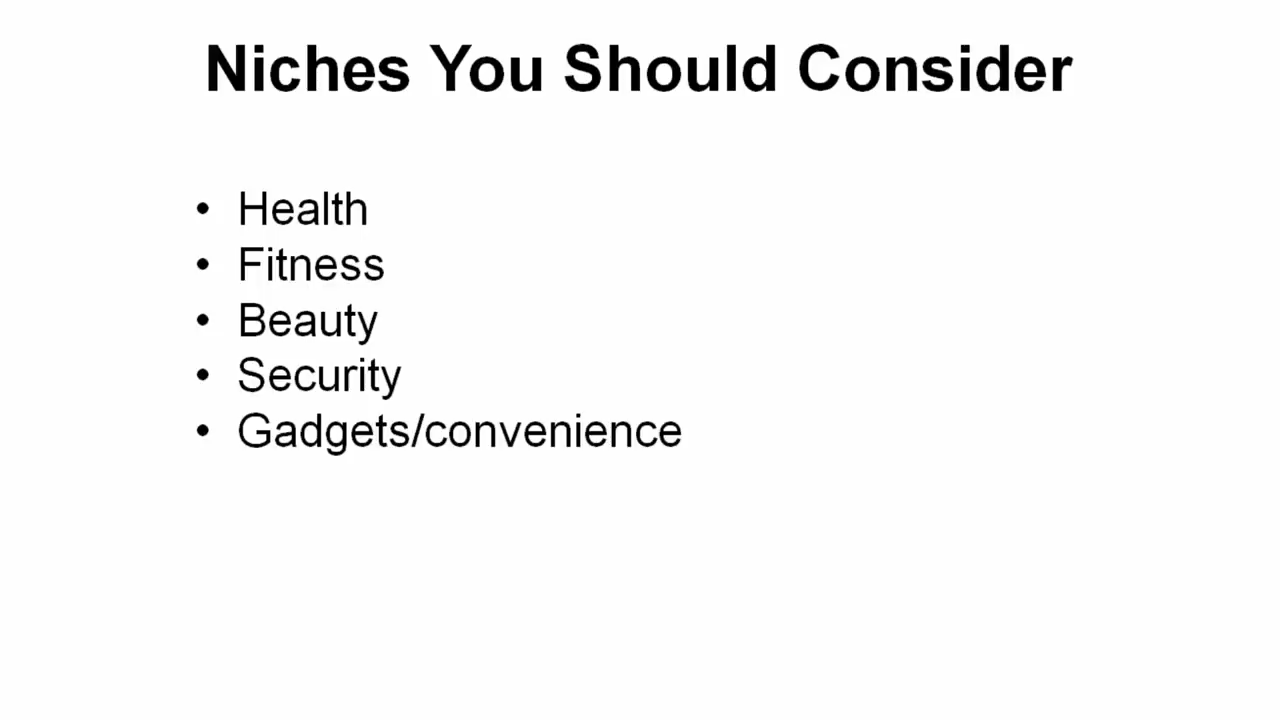 Niches You Should Consider
• Health
• Fitness
• Beauty
• Security
• Gadgets/convenience